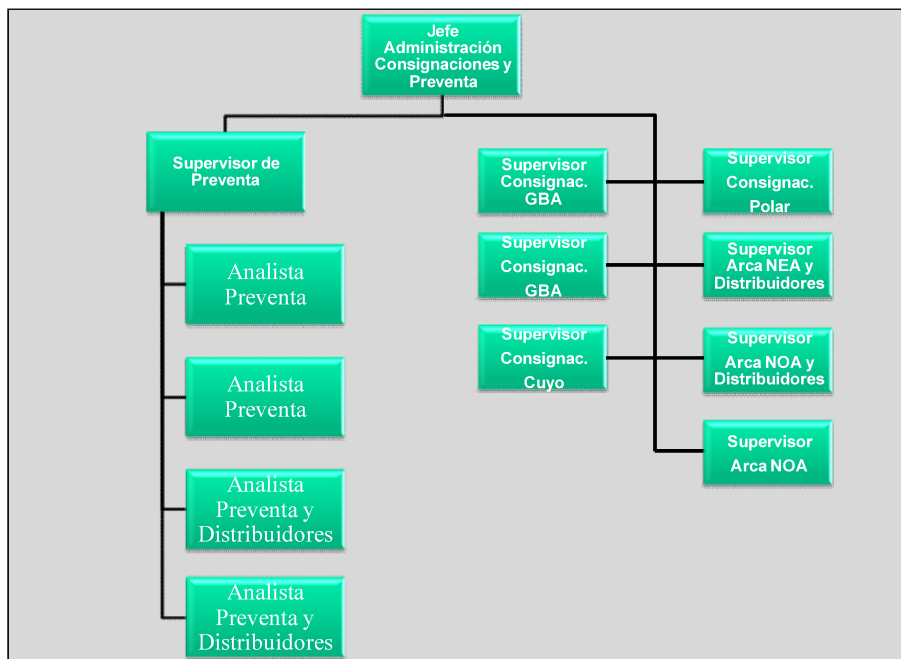 Jefe
Administración
Consignaciones y
Preventa
Supervisor de
Preventa
Analista
Preventa
Analista
Preventa
Analista
Preventa y
Distribuidores
Analista
Preventa y
Distribuidores
Supervisor
Consignac.
GBA
Supervisor
Consignac.
Polar
Supervisor
Consignac.
GBA
Supervisor
Arca NEA y
Distribuidores
Supervisor
Consignac.
Cuyo
Supervisor
Arca NOA y
Distribuidores
Supervisor
Arca NOA